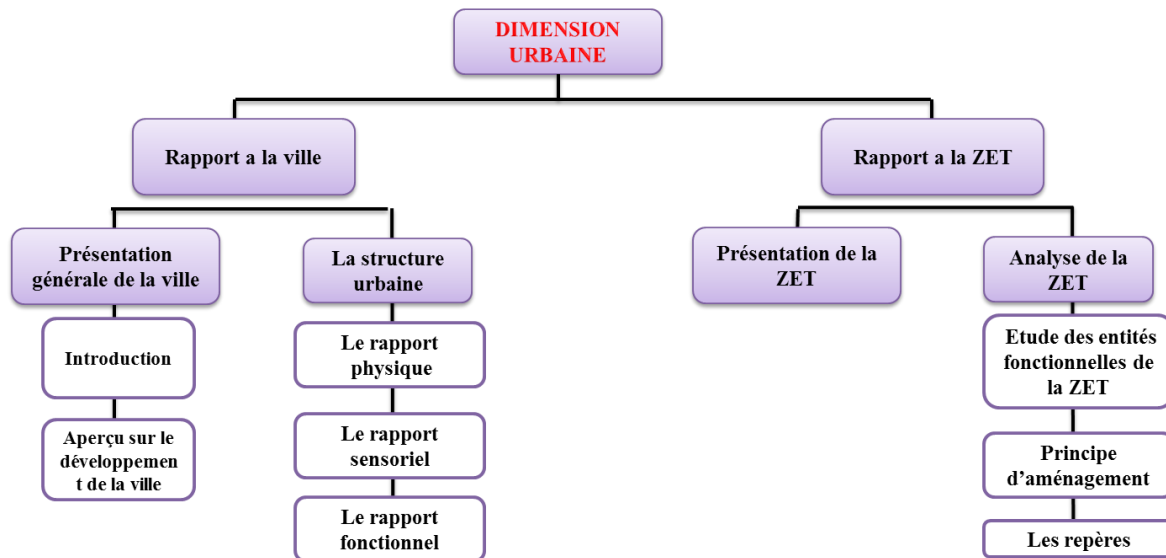 DIMENSION
URBAINE
Rapport a la ville
Rapport a la ZET
Présentation
générale de la ville
La structure
urbaine
Présentation de la
ZET
Analyse de la
ZET
Introduction
Aperçu sur le
développemen
t de la ville
Le rapport
physique
Le rapport
sensoriel
Le rapport
fonctionnel
Etude des entités
fonctionnelles de
la ZET
Principe
d’aménagement
Les repères